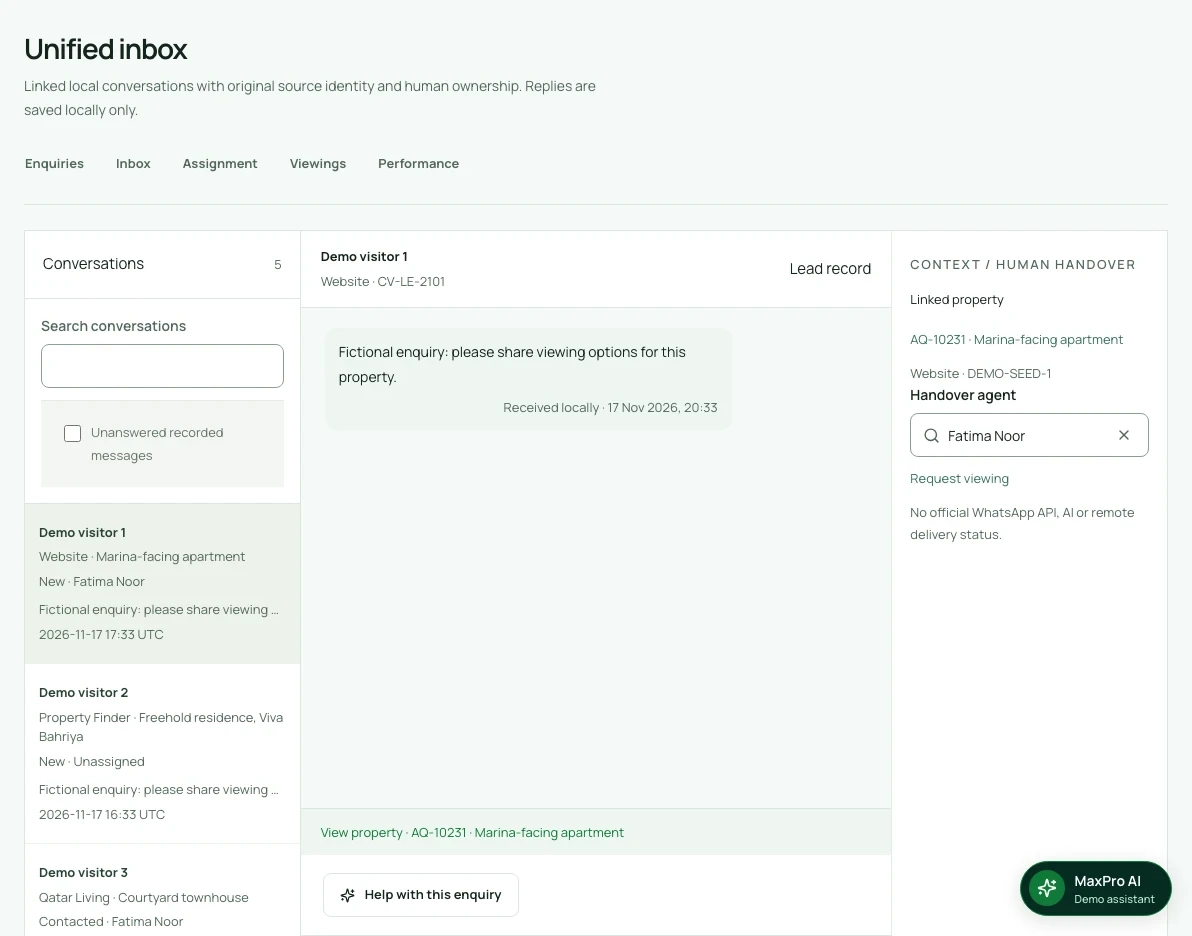 Unified inbox
Linked local conversations with original source identity and human ownership. Replies are
saved locally only.
Enquiries
Inbox
Assignment
Viewings
Performance
Conversations
5
Search conversations
Unanswered recorded
messages
Demo visitor 1
Website · Marina-facing apartment
New · Fatima Noor
Fictional enquiry: please share viewing ...
2026-11-17 17:33 UTC
Demo visitor 2
Property Finder · Freehold residence, Viva
Bahriya
New · Unassigned
Fictional enquiry: please share viewing ...
2026-11-17 16:33 UTC
Demo visitor 3
Qatar Living · Courtyard townhouse
Contacted · Fatima Noor
Demo visitor 1
Website · CV-LE-2101
Lead record
Fictional enquiry: please share viewing options for this
property.
Received locally · 17 Nov 2026, 20:33
View property · AQ-10231 · Marina-facing apartment
Help with this enquiry
CONTEXT / HUMAN HANDOVER
Linked property
AQ-10231 · Marina-facing apartment
Website · DEMO-SEED-1
Handover agent
Fatima Noor
Request viewing
No official WhatsApp API, AI or remote
delivery status.
MaxPro AI
Demo assistant